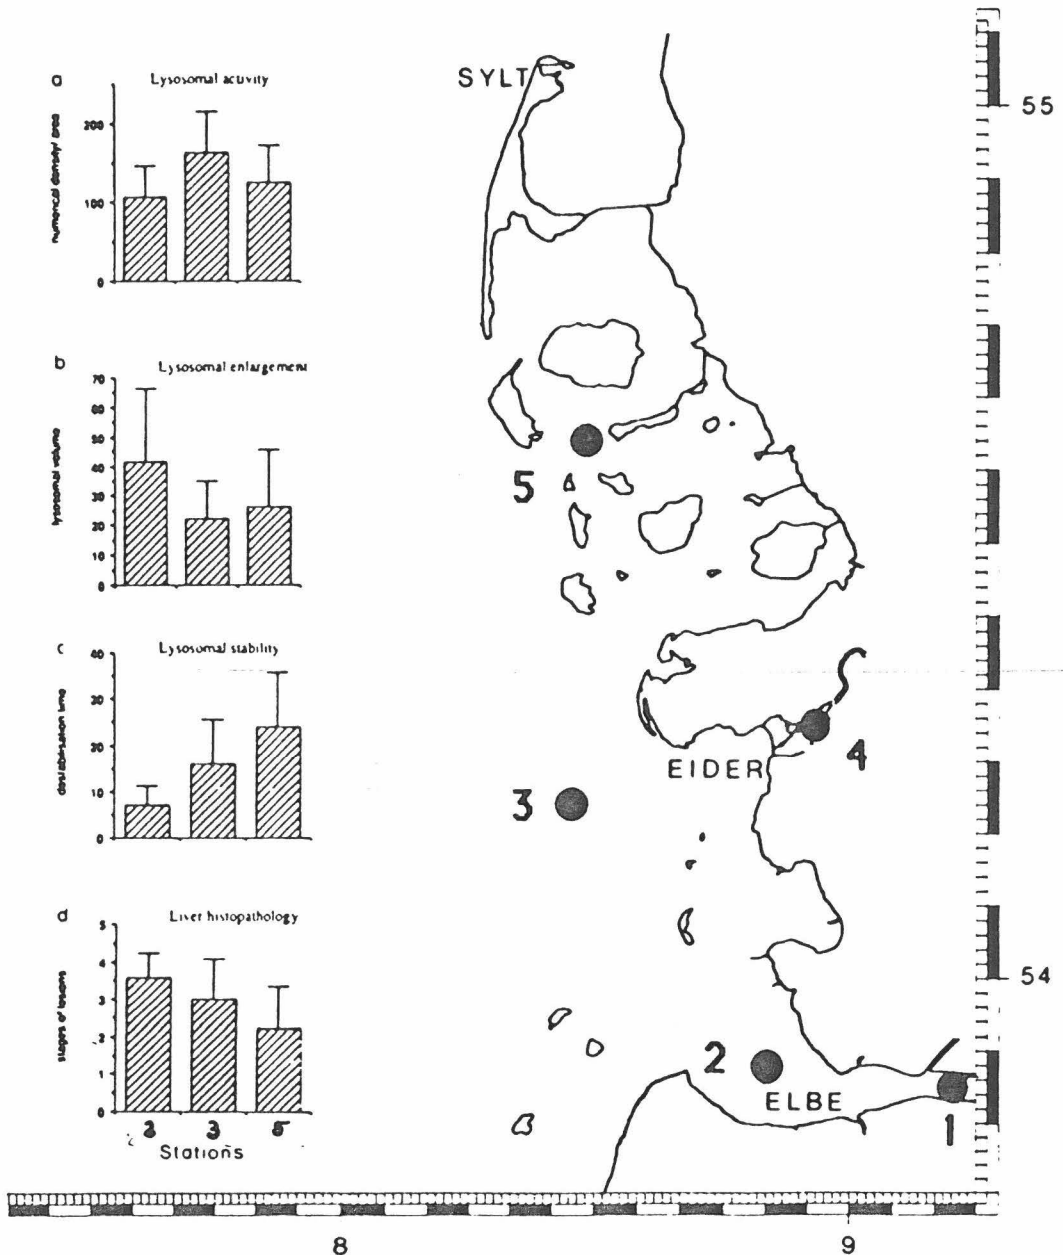 a
Lysosomal activity
numerical density/ area
200
100
0
b
Lysosomal enlargement
lysosomal volume
70
60
50
40
30
20
10
0
c
Lysosomal stability
destabilisation time
40
30
20
10
0
d
Liver histopathology
stages of lesions
5
4
3
2
1
0
3 5
Stations
SYLT
55
5
EIDER
4
3
54
2
ELBE
1
8
9